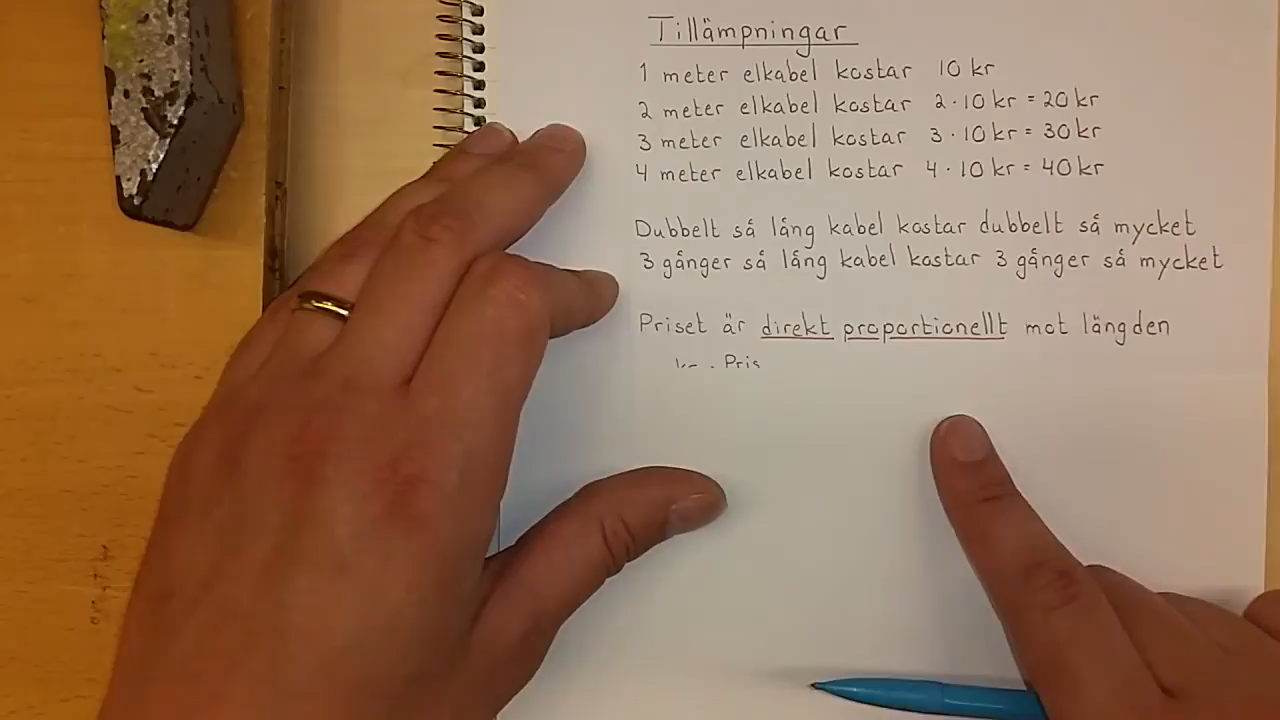 Tillämpningar
1 meter elkabel kostar 10 kr
2 meter elkabel kostar 2 · 10 kr = 20 kr
3 meter elkabel kostar 3 · 10 kr = 30 kr
4 meter elkabel kostar 4 · 10 kr = 40 kr
Dubbelt så lång kabel kostar dubbelt så mycket
3 gånger så lång kabel kostar 3 gånger så mycket
Priset är direkt proportionellt mot längden
Pris